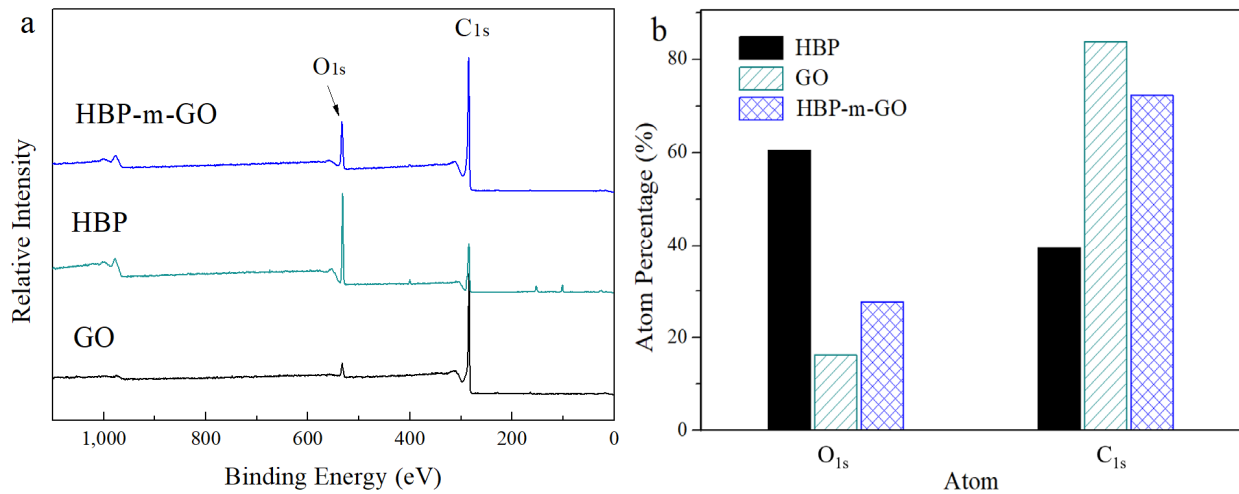 a
C1s
O1s
HBP-m-GO
HBP
GO
Relative Intensity
1,000 800 600 400 200 0
Binding Energy (eV)
b
HBP
GO
HBP-m-GO
80
60
40
20
0
Atom Percentage (%)
O1s C1s
Atom